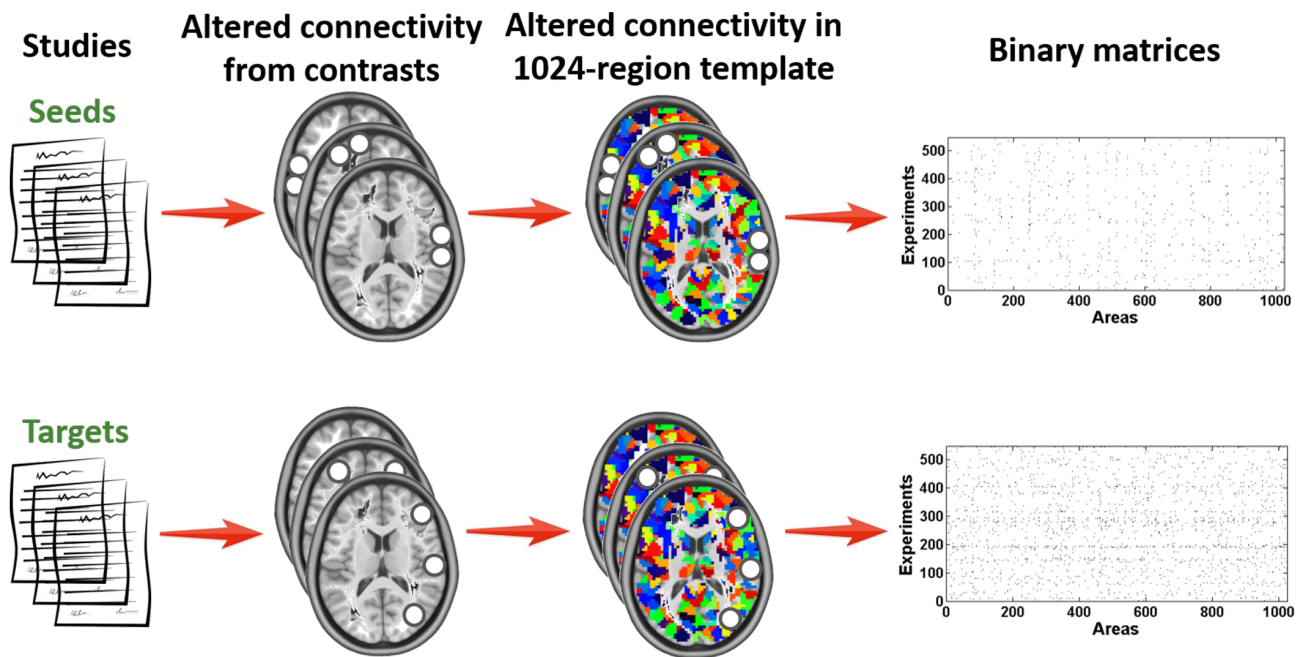 Studies
Altered connectivity
from contrasts
Altered connectivity in
1024-region template
Binary matrices
Seeds
500
400
300
200
100
0
Experiments
0 200 400 600 800 1000
Areas
Targets
500
400
300
200
100
0
Experiments
0 200 400 600 800 1000
Areas